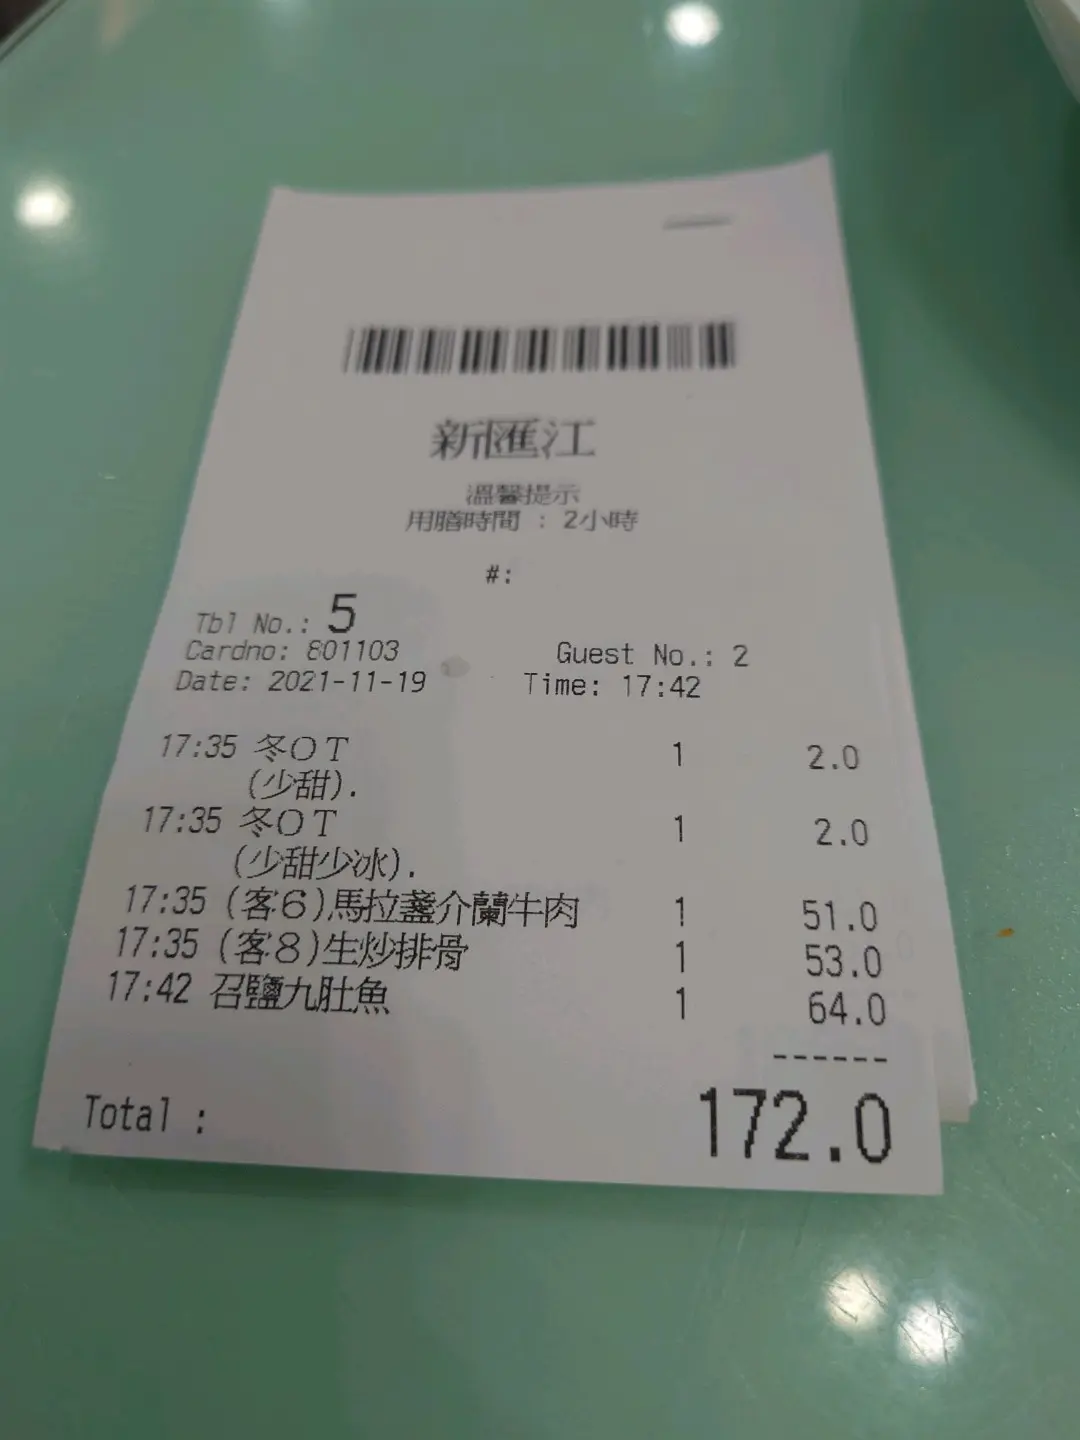 新匯江
溫馨提示
用膳時間 : 2小時
#:
Tbl No.: 5
Cardno: 801103 Guest No.: 2
Date: 2021-11-19 Time: 17:42
17:35 冬OT 1 2.0
(少甜).
17:35 冬OT 1 2.0
(少甜少冰).
17:35 (客6)馬拉盞介蘭牛肉 1 51.0
17:35 (客8)生炒排骨 1 53.0
17:42 召鹽九肚魚 1 64.0
------
Total : 172.0